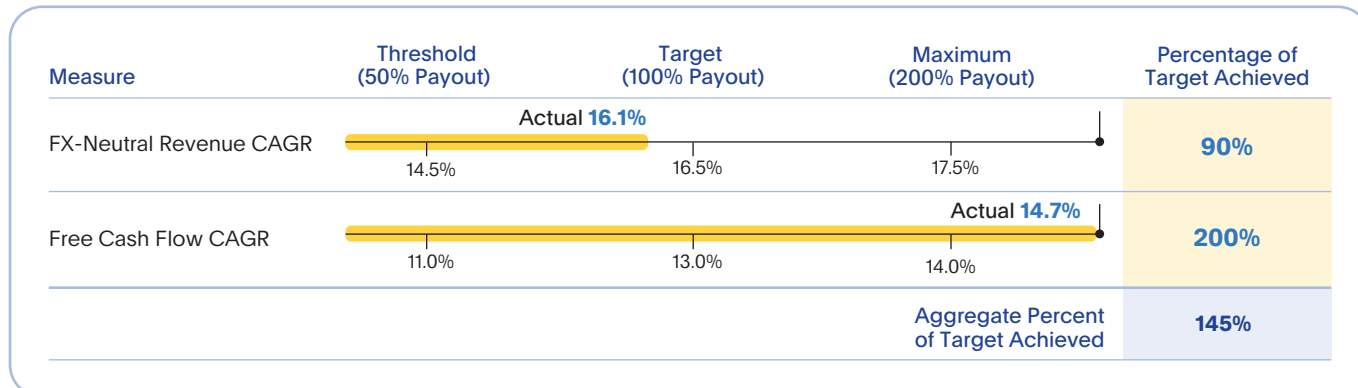 Measure
Threshold
(50% Payout)
Target
(100% Payout)
Maximum
(200% Payout)
Percentage of
Target Achieved
FX-Neutral Revenue CAGR
Actual 16.1%
14.5%
16.5%
17.5%
90%
Free Cash Flow CAGR
Actual 14.7%
11.0%
13.0%
14.0%
200%
Aggregate Percent
of Target Achieved
145%